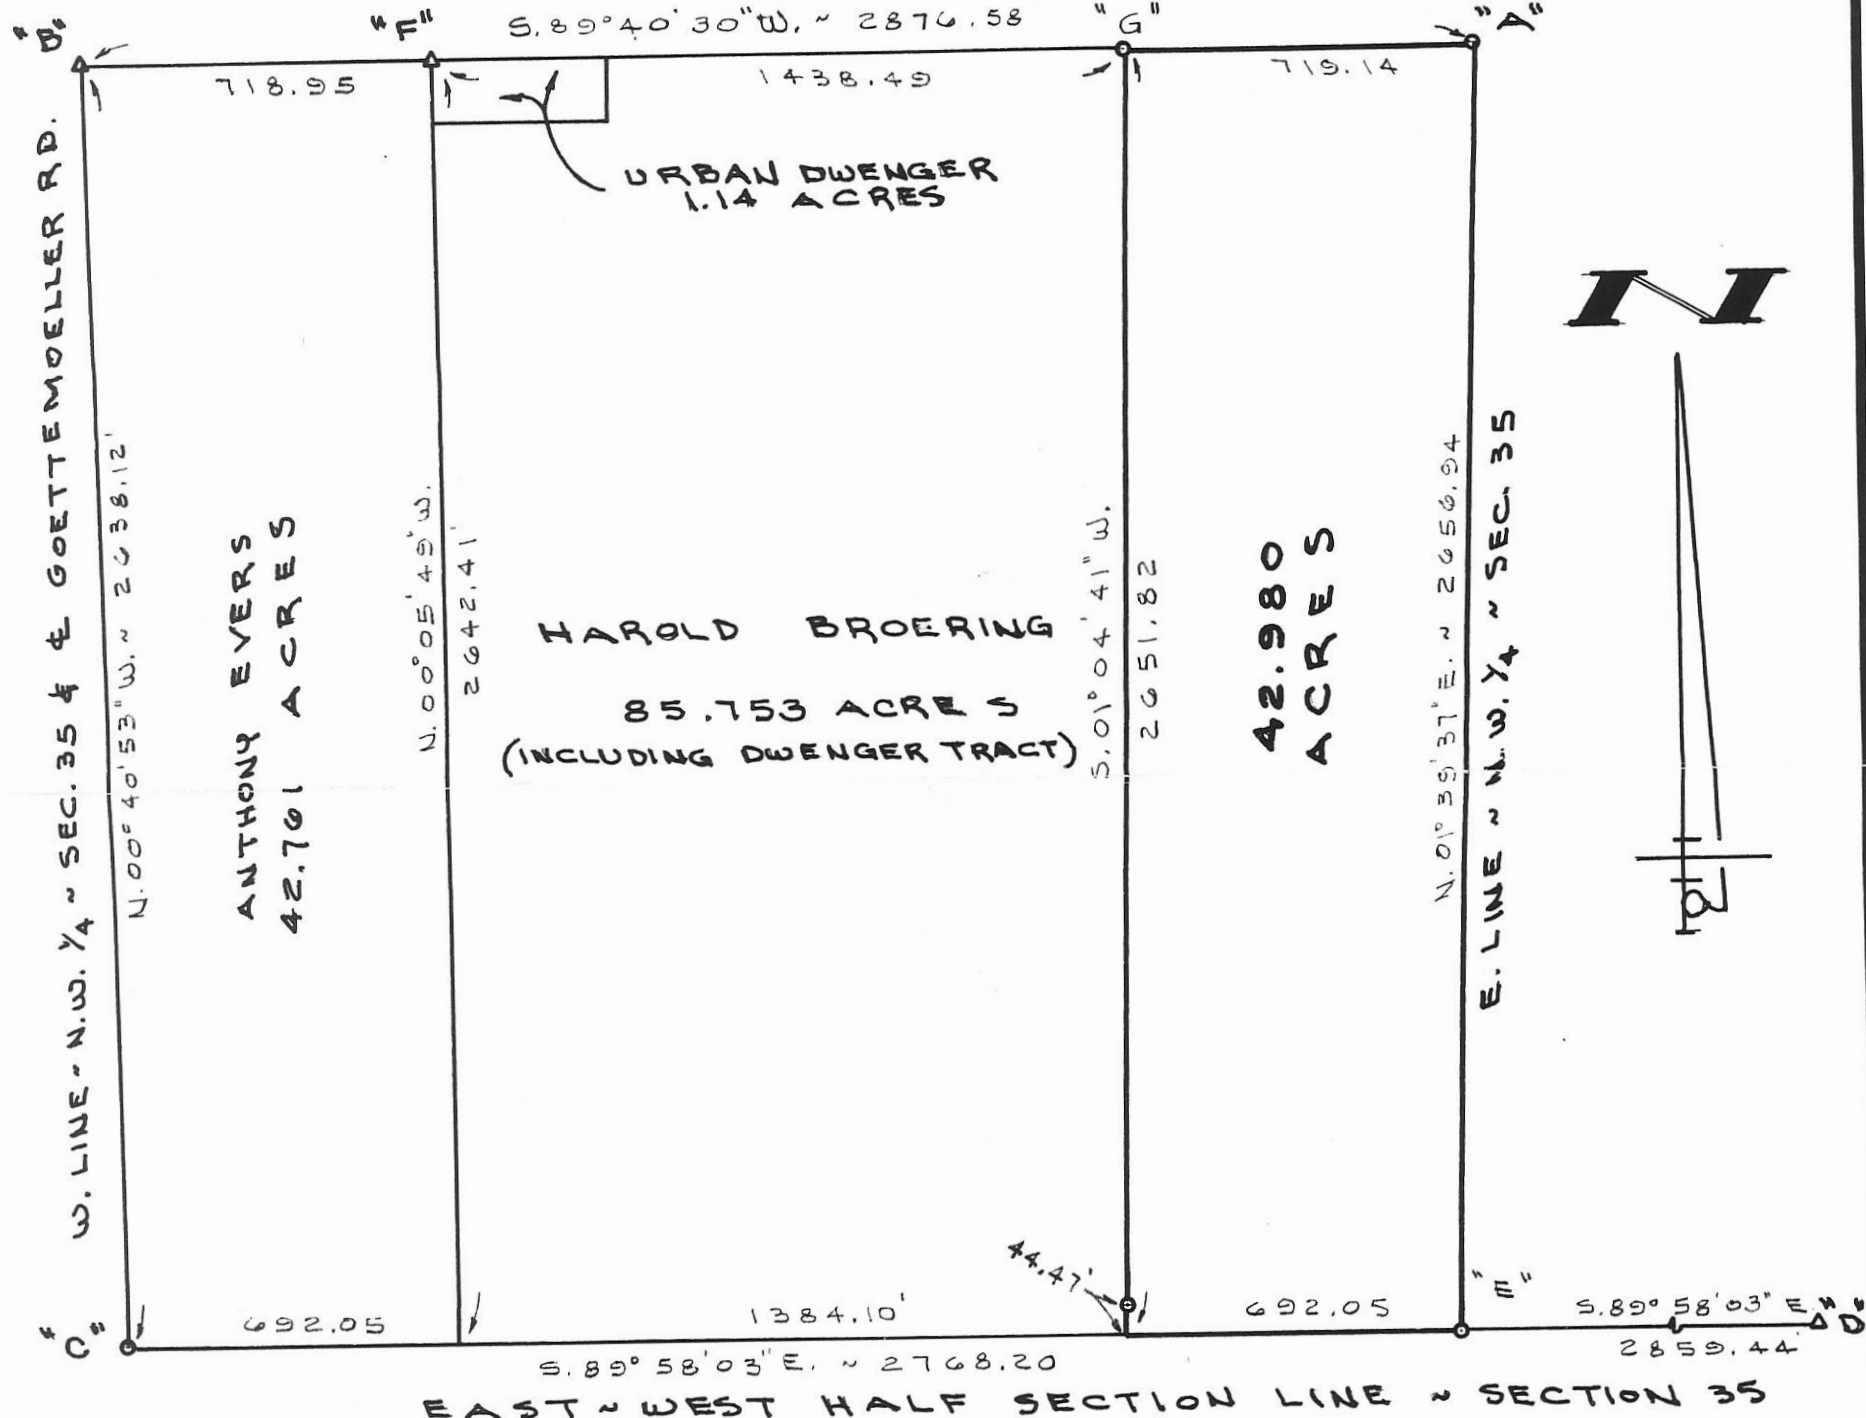 "B"
"F"
S.89°40'30"W. ~ 2876.58
"G"
"A"
718.95
1438.49
719.14
URBAN DWENGER
1.14 ACRES
W. LINE ~ N.W. 1/4 ~ SEC. 35 & ℄ GOETTEMOELLER RD.
N.00°40'53"W. ~ 2638.12'
ANTHONY EVERS
42.761 ACRES
N.00°05'49"W.
2642.41'
HAROLD BROERING
85.753 ACRES
(INCLUDING DWENGER TRACT)
S.01°04'41"W.
2651.82
42.980
ACRES
N.01°39'37"E. ~ 2656.94
E. LINE ~ N.W. 1/4 ~ SEC. 35
N
44.47'
"E"
"C"
692.05
1384.10'
692.05
S.89°58'03"E.
"D"
2859.44
S.89°58'03"E. ~ 2768.20
EAST ~ WEST HALF SECTION LINE ~ SECTION 35